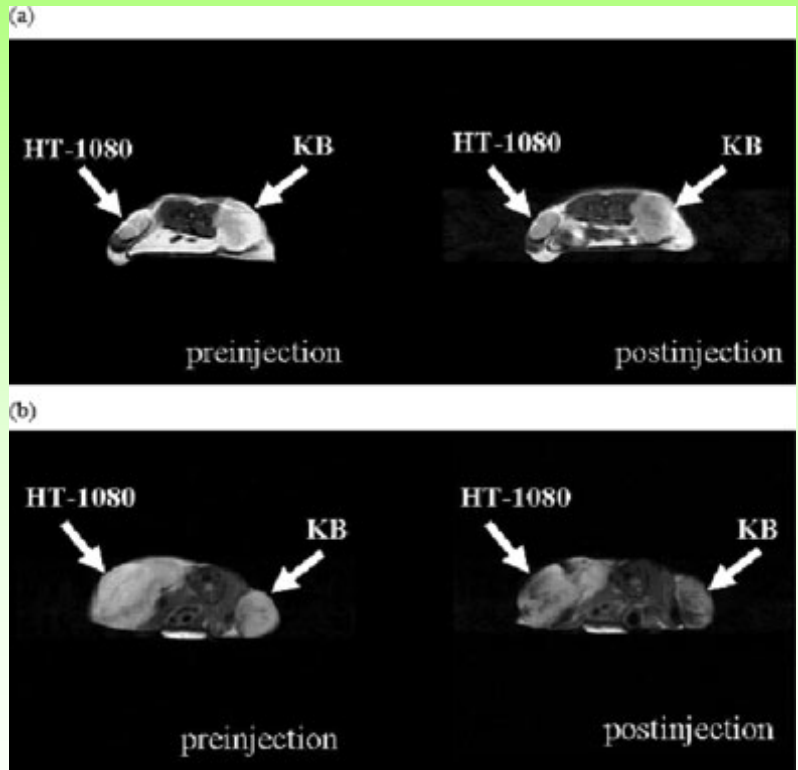 (a)
HT-1080
KB
HT-1080
KB
preinjection
postinjection
(b)
HT-1080
KB
HT-1080
KB
preinjection
postinjection